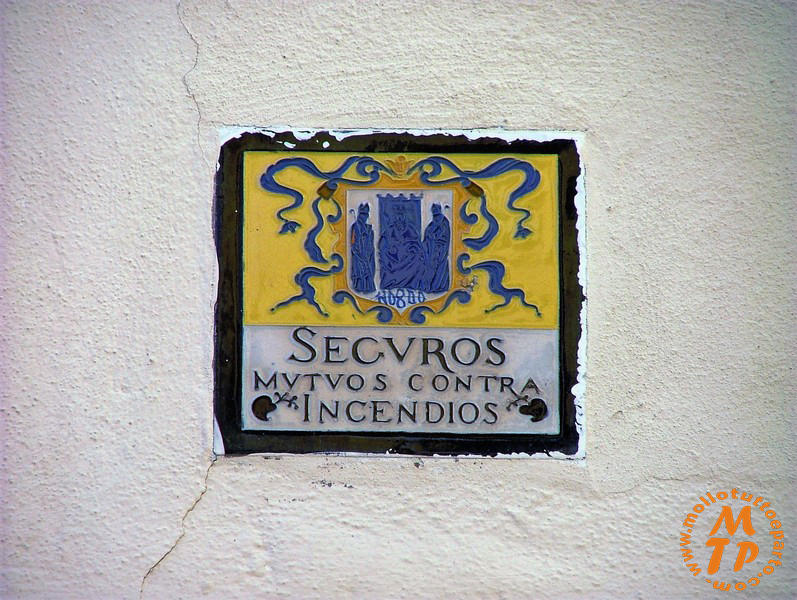 NO8DO
SEGVROS
MVTVOS CONTRA
INCENDIOS
www.mollotuttoeparto.com
MTP